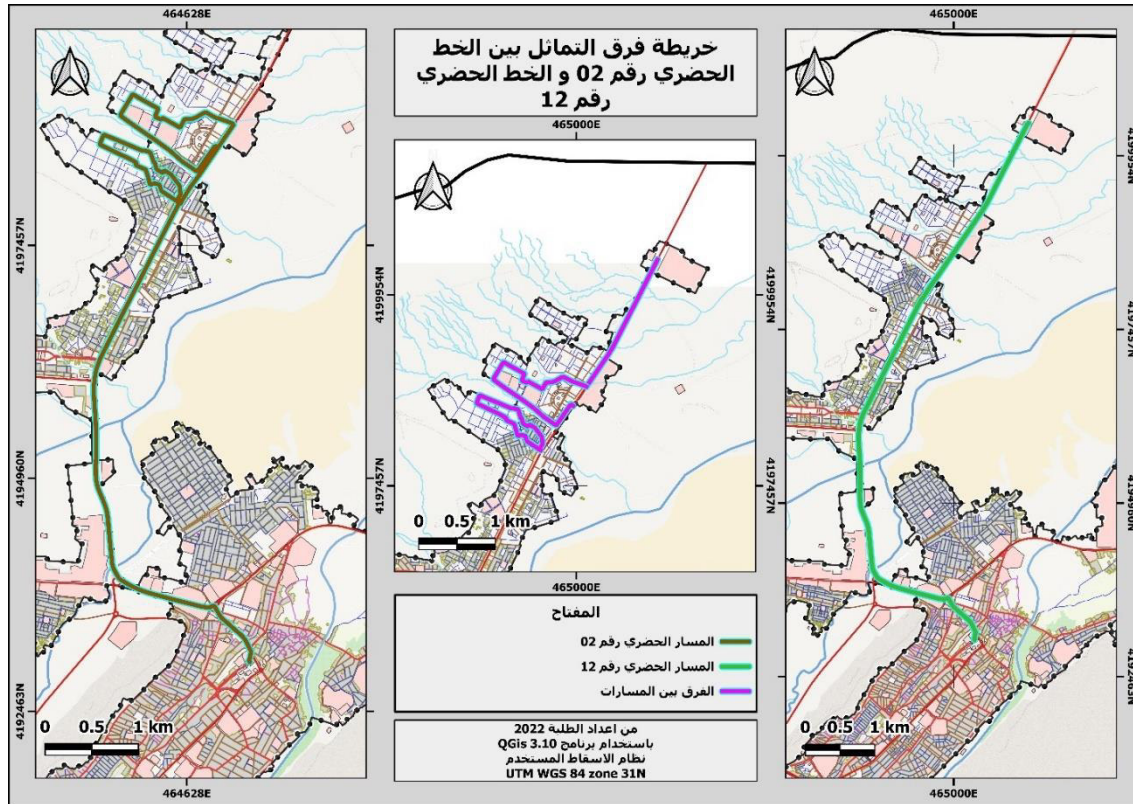 464628E
465000E
خريطة فرق التماثل بين الخط
الحضري رقم 02 و الخط الحضري
رقم 12
465000E
4197457N
4194960N
4192463N
4199954N
4197457N
4199954N
4199954N
4197457N
4197457N
4194960N
4192463N
0 0.5 1 km
0 0.5 1 km
0 0.5 1 km
465000E
المفتاح
المسار الحضري رقم 02
المسار الحضري رقم 12
الفرق بين المسارات
من اعداد الطلبة 2022
باستخدام برنامج QGis 3.10
نظام الاسقاط المستخدم
UTM WGS 84 zone 31N
464628E
465000E